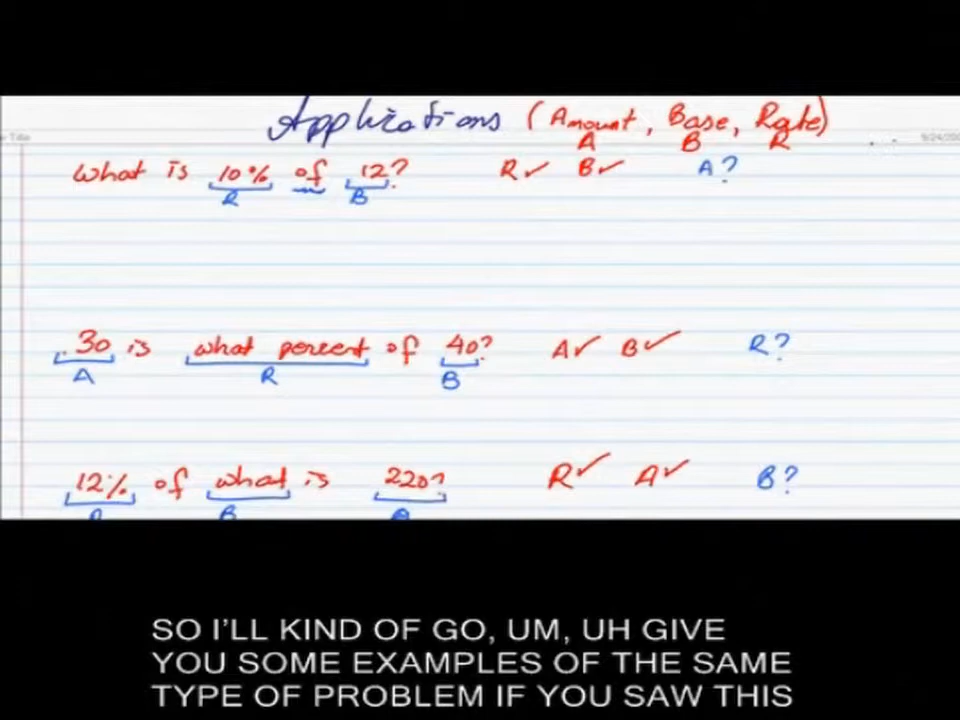 Applications (Amount, Base, Rate)
A B R
What is 10% of 12? R✓ B✓ A?
R B
30 is what percent of 40? A✓ B✓ R?
A R B
12% of what is 220? R✓ A✓ B?
B
SO I'LL KIND OF GO, UM, UH GIVE
YOU SOME EXAMPLES OF THE SAME
TYPE OF PROBLEM IF YOU SAW THIS